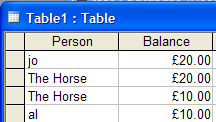 Table1 : Table
Person Balance
jo £20.00
The Horse £20.00
The Horse £10.00
al £10.00